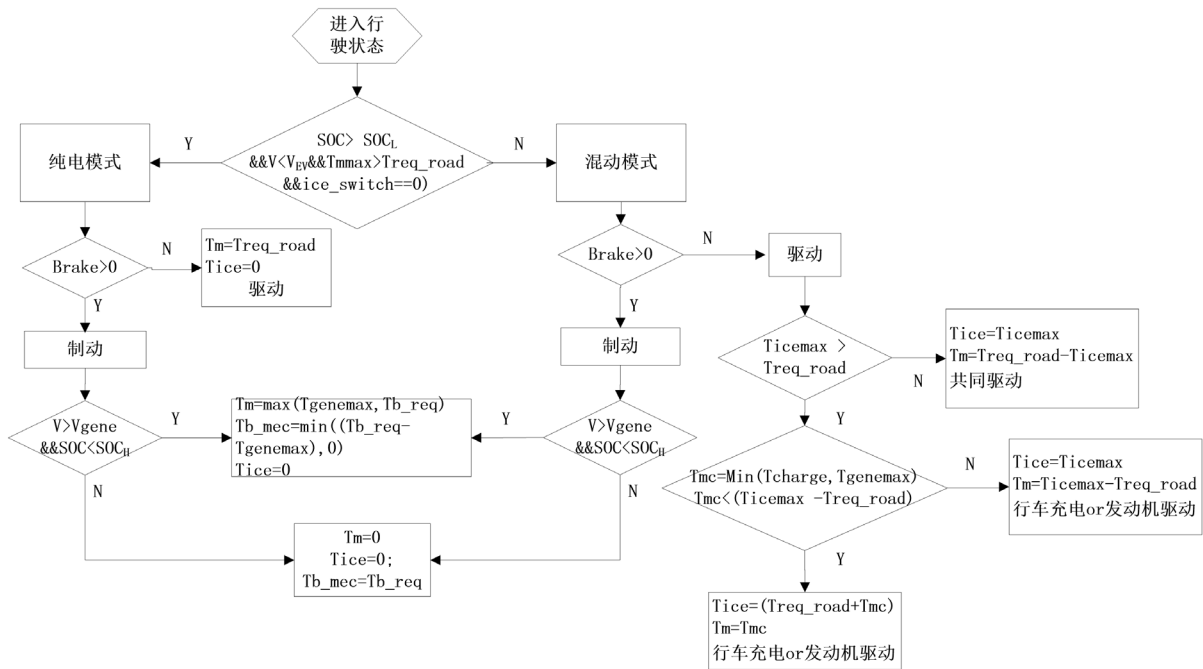 进入行
驶状态
SOC> SOC_L
&&V<V_EV&&Tmmax>Treq_road
&&ice_switch==0)
Y
N
纯电模式
混动模式
Brake>0
N
Tm=Treq_road
Tice=0
驱动
Y
制动
V>Vgene
&&SOC<SOC_H
Y
N
Tm=max(Tgenemax,Tb_req)
Tb_mec=min((Tb_req-
Tgenemax),0)
Tice=0
Tm=0
Tice=0;
Tb_mec=Tb_req
Brake>0
N
Y
制动
V>Vgene
&&SOC<SOC_H
Y
N
驱动
Ticemax >
Treq_road
N
Tice=Ticemax
Tm=Treq_road-Ticemax
共同驱动
Y
Tmc=Min(Tcharge,Tgenemax)
Tmc<(Ticemax -Treq_road)
N
Tice=Ticemax
Tm=Ticemax-Treq_road
行车充电or发动机驱动
Y
Tice=(Treq_road+Tmc)
Tm=Tmc
行车充电or发动机驱动